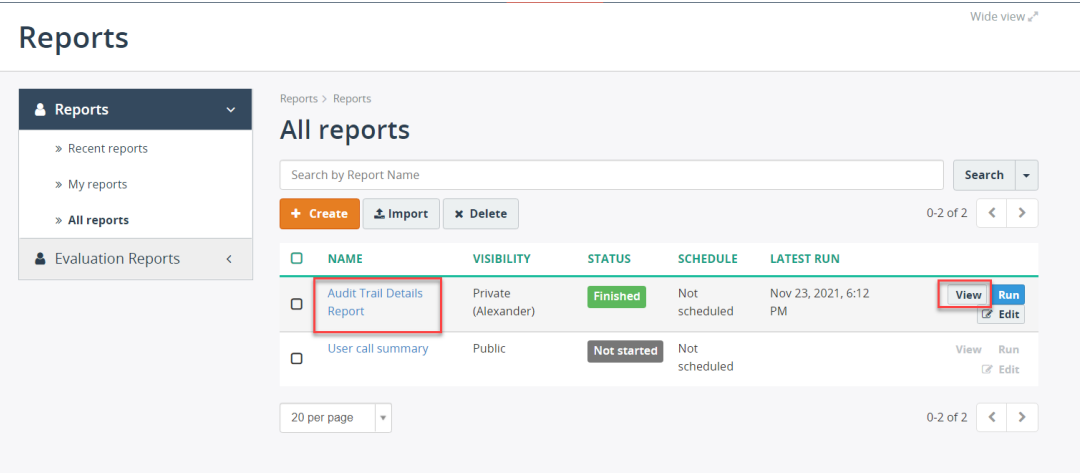 Wide view
Reports
Reports
Recent reports
My reports
All reports
Evaluation Reports
Reports > Reports
All reports
Search by Report Name
Search
+ Create
Import
× Delete
0-2 of 2
NAME VISIBILITY STATUS SCHEDULE LATEST RUN
Audit Trail Details Private Finished Not Nov 23, 2021, 6:12 View Run
Report (Alexander) scheduled PM Edit
User call summary Public Not started Not View Run
scheduled Edit
20 per page
0-2 of 2